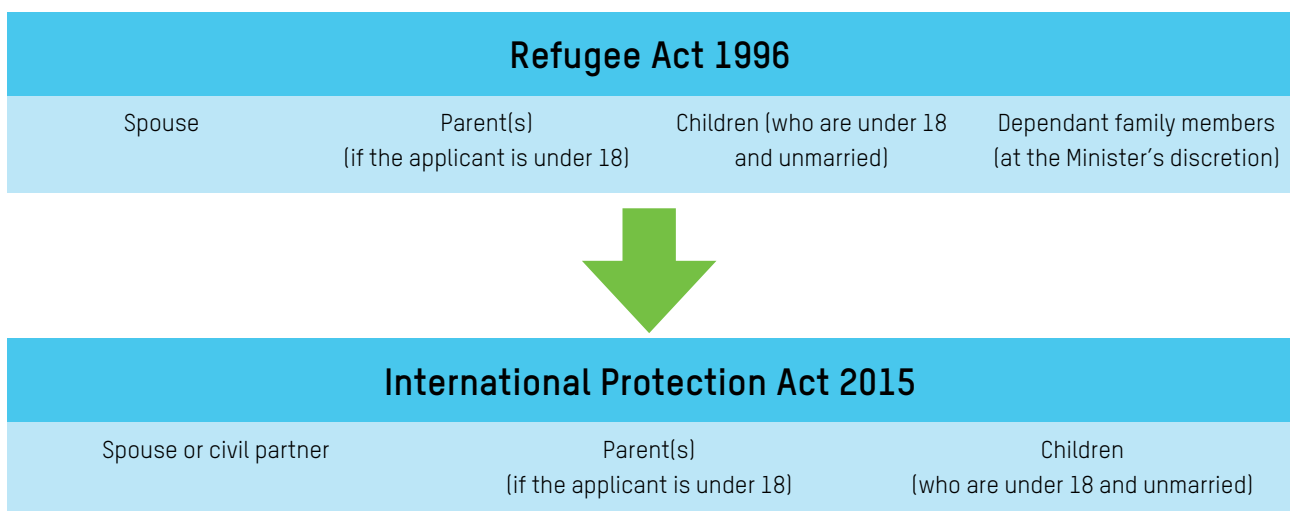 Refugee Act 1996
Spouse
Parent(s)
(if the applicant is under 18)
Children (who are under 18
and unmarried)
Dependant family members
(at the Minister’s discretion)
International Protection Act 2015
Spouse or civil partner
Parent(s)
(if the applicant is under 18)
Children
(who are under 18 and unmarried)